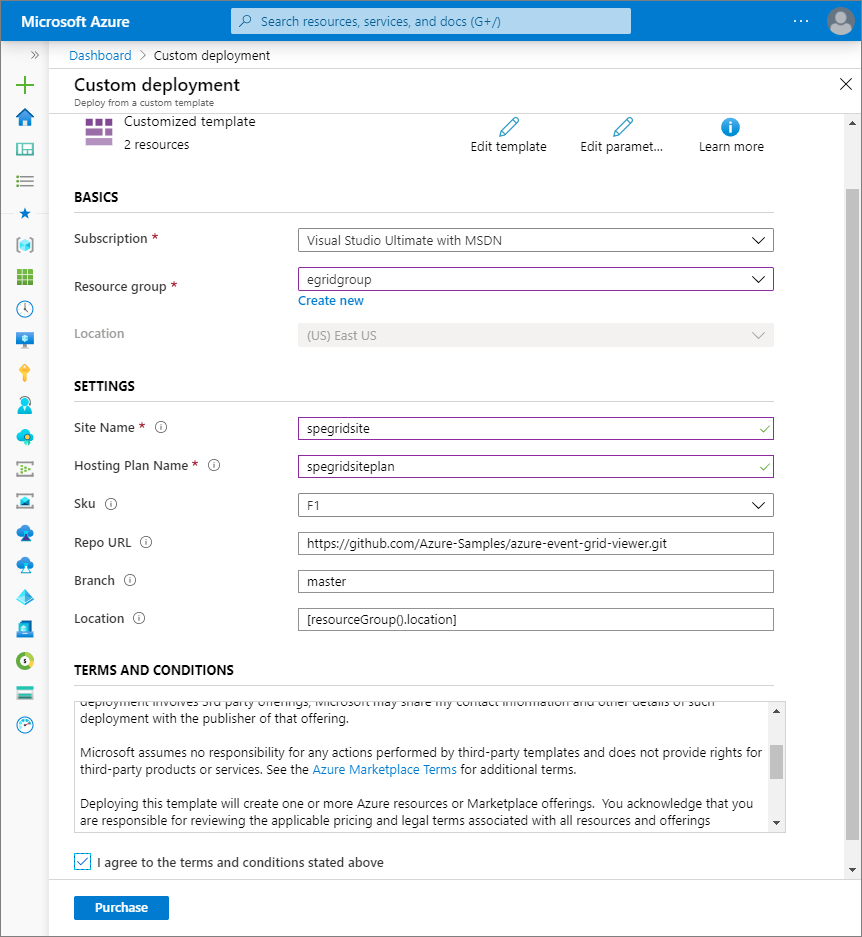 Microsoft Azure
Search resources, services, and docs (G+/)
Dashboard > Custom deployment
Custom deployment
Deploy from a custom template
Customized template
2 resources
Edit template
Edit paramet...
Learn more
BASICS
Subscription *
Visual Studio Ultimate with MSDN
Resource group *
egridgroup
Create new
Location
(US) East US
SETTINGS
Site Name *
spegridsite
Hosting Plan Name *
spegridsiteplan
Sku
F1
Repo URL
https://github.com/Azure-Samples/azure-event-grid-viewer.git
Branch
master
Location
[resourceGroup().location]
TERMS AND CONDITIONS
deployment involves 3rd party offerings, Microsoft may share my contact information and other details of such
deployment with the publisher of that offering.
Microsoft assumes no responsibility for any actions performed by third-party templates and does not provide rights for
third-party products or services. See the Azure Marketplace Terms for additional terms.
Deploying this template will create one or more Azure resources or Marketplace offerings.  You acknowledge that you
are responsible for reviewing the applicable pricing and legal terms associated with all resources and offerings
I agree to the terms and conditions stated above
Purchase